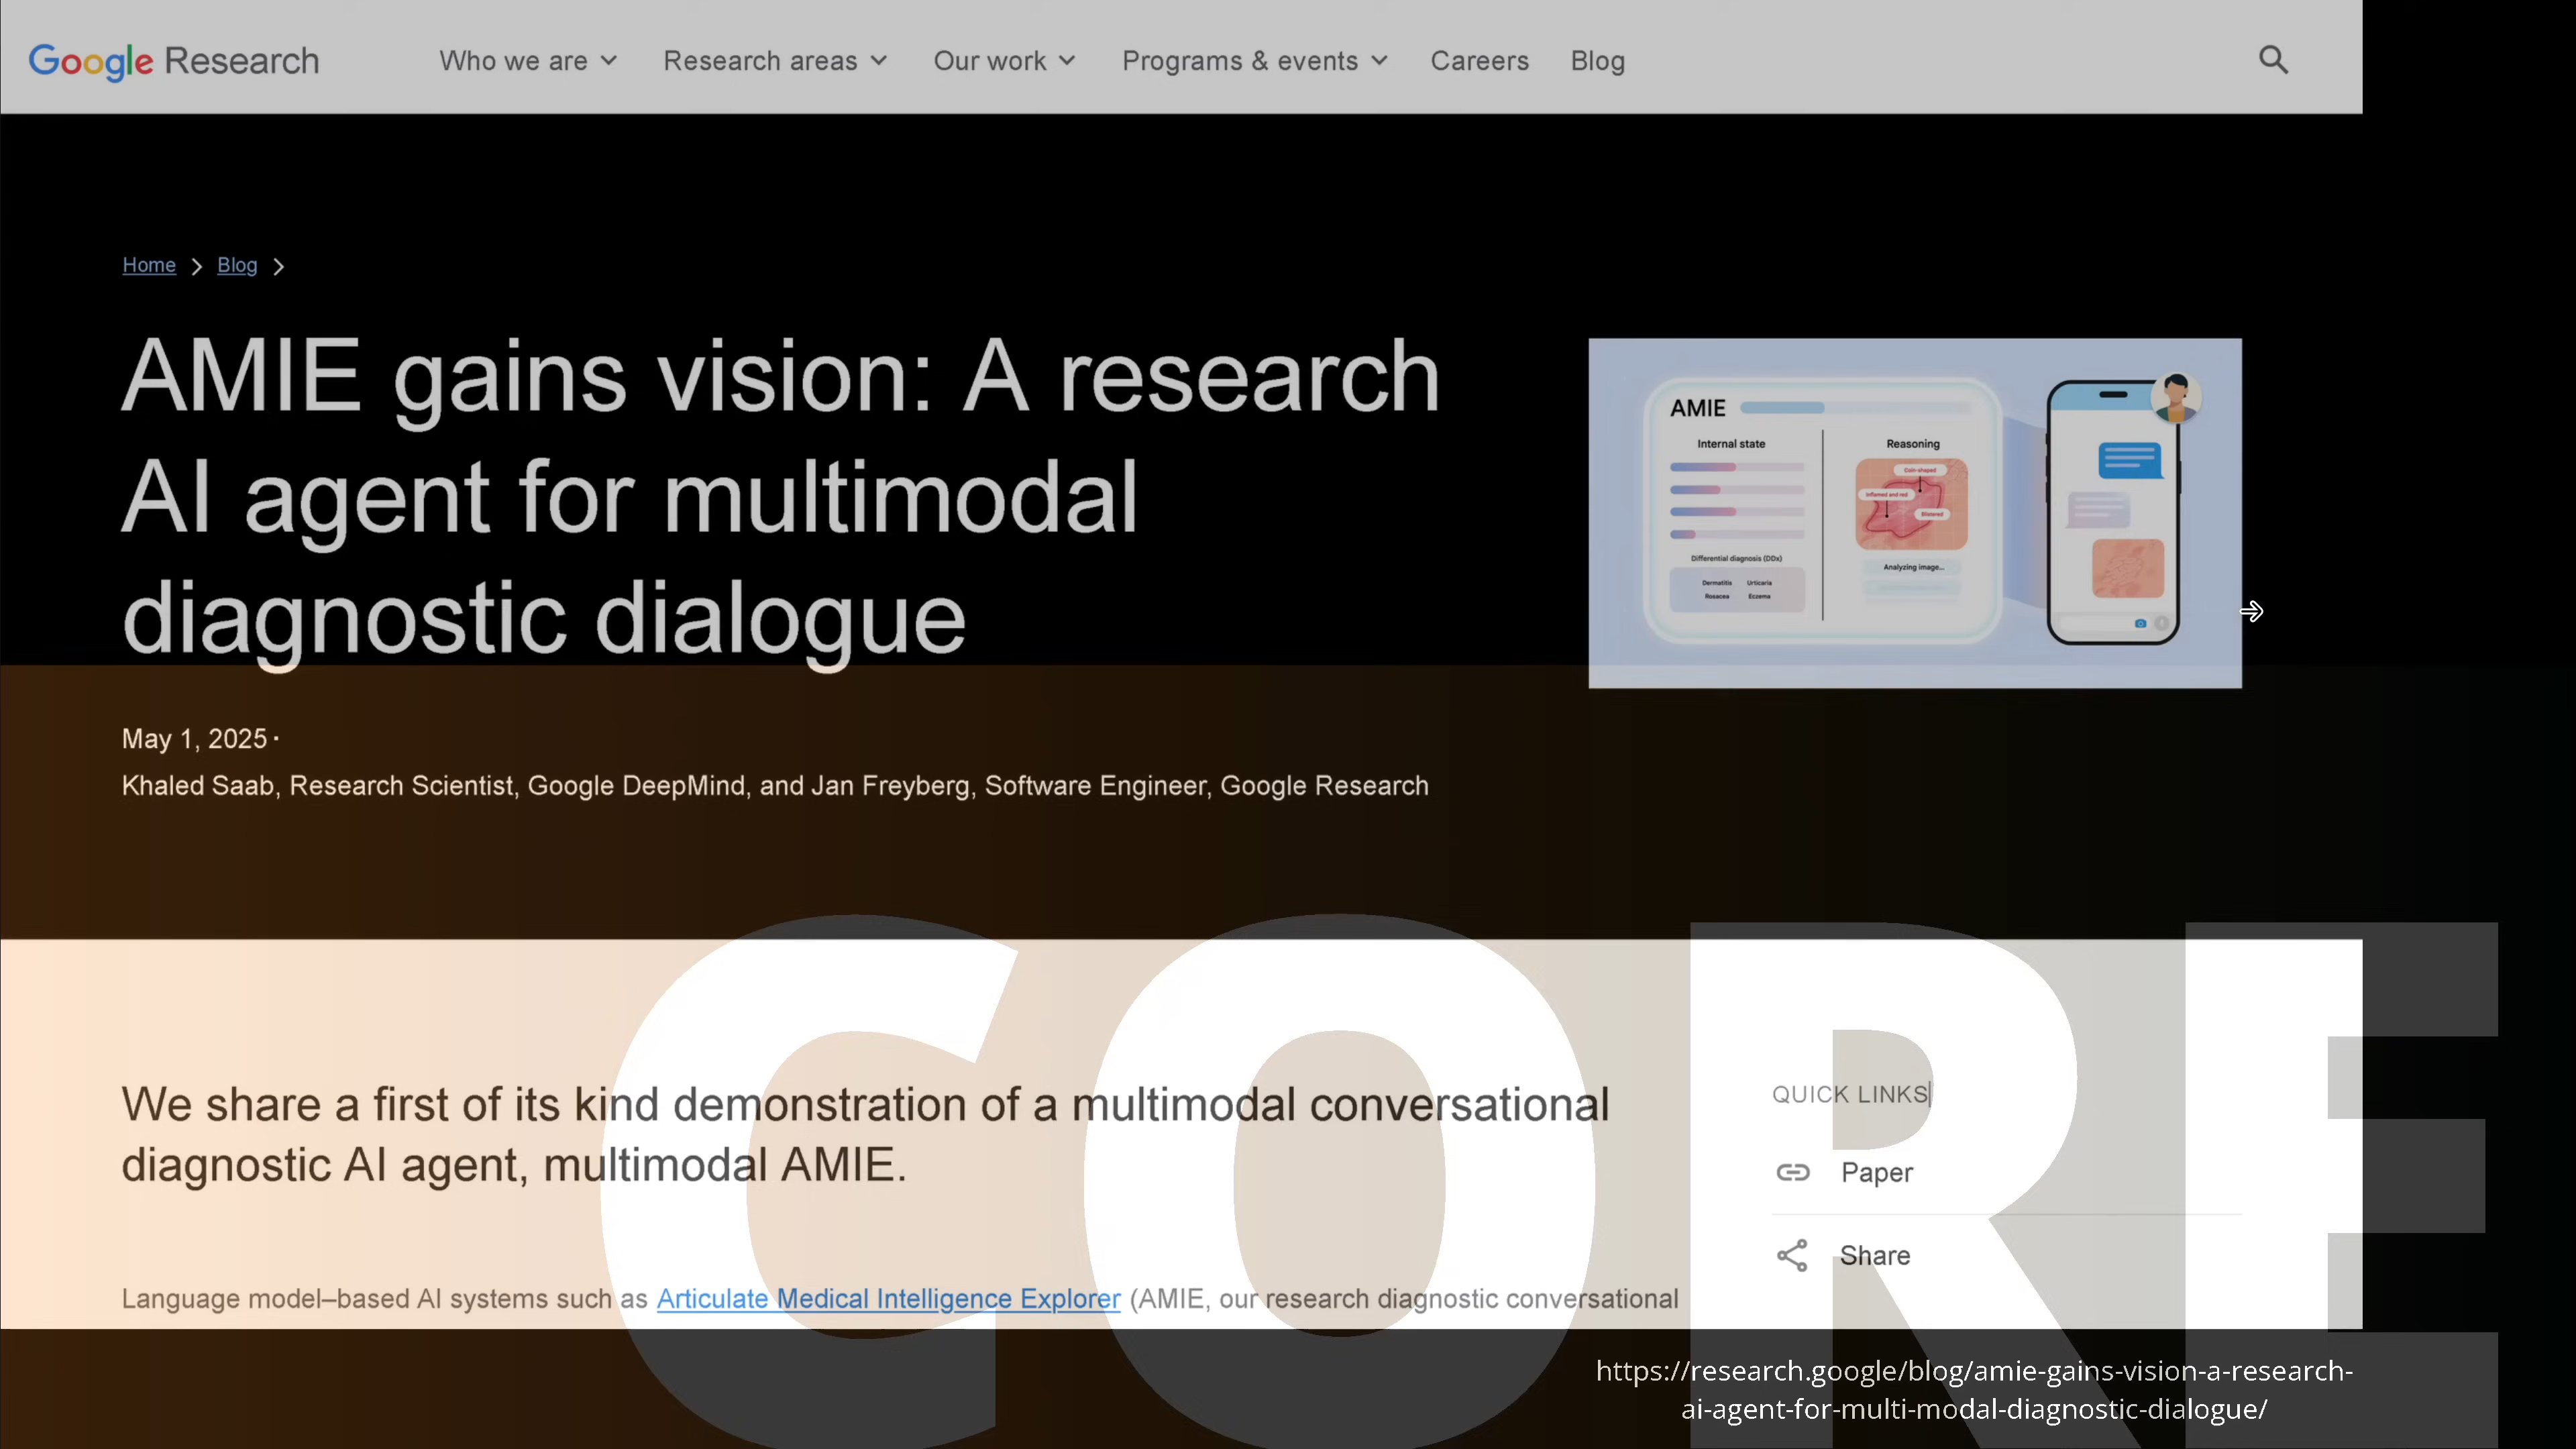 Google Research
Who we are
Research areas
Our work
Programs & events
Careers
Blog
Home
Blog
AMIE gains vision: A research
AI agent for multimodal
diagnostic dialogue
AMIE
Internal state
Reasoning
Inflamed and red
Blistered
Differential diagnosis (DDx)
Dermatitis Urticaria
Rosacea Eczema
Analyzing image...
May 1, 2025 ·
Khaled Saab, Research Scientist, Google DeepMind, and Jan Freyberg, Software Engineer, Google Research
CORE
We share a first of its kind demonstration of a multimodal conversational
diagnostic AI agent, multimodal AMIE.
QUICK LINKS
Paper
Share
Language model–based AI systems such as Articulate Medical Intelligence Explorer (AMIE, our research diagnostic conversational
https://research.google/blog/amie-gains-vision-a-research-
ai-agent-for-multi-modal-diagnostic-dialogue/